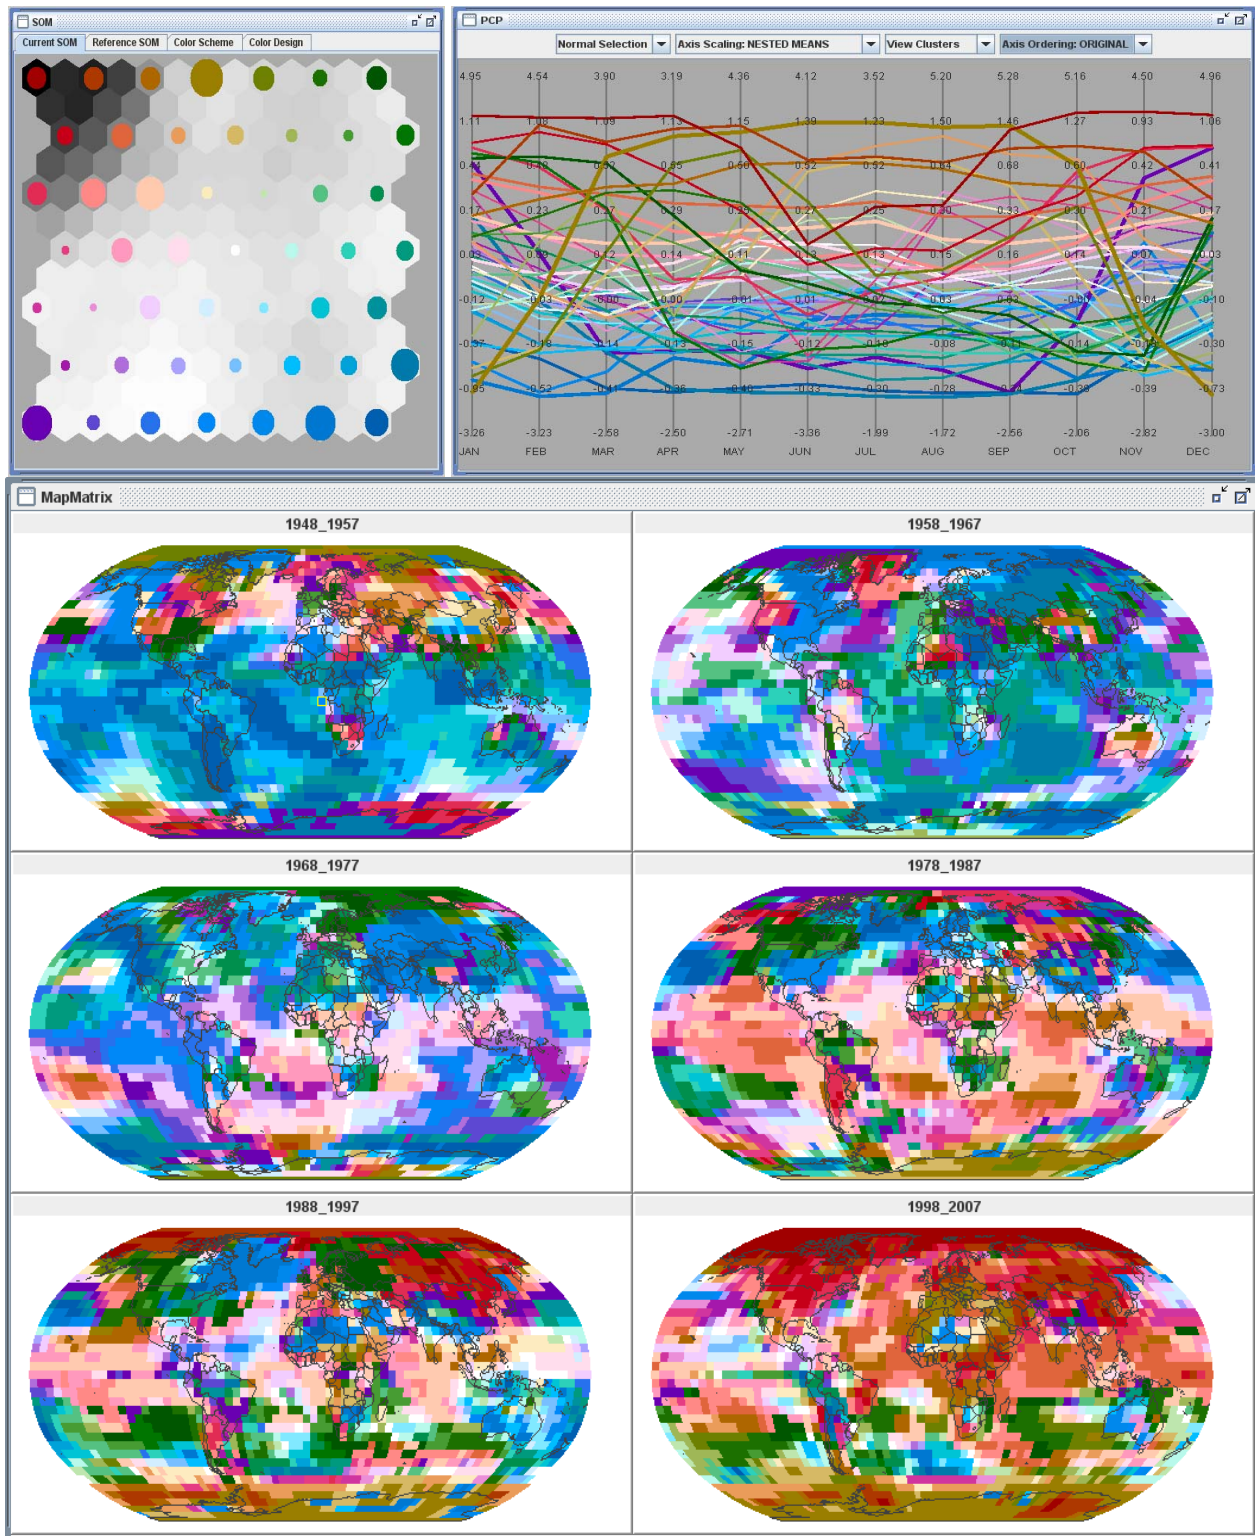 SOM
Current SOM Reference SOM Color Scheme Color Design
PCP
Normal Selection Axis Scaling: NESTED MEANS View Clusters Axis Ordering: ORIGINAL
4.95 4.54 3.90 3.19 4.36 4.12 3.52 5.20 5.28 5.16 4.50 4.96
1.11 1.08 1.09 1.13 1.15 1.39 1.23 1.50 1.46 1.27 0.93 1.06
0.55 0.56 0.52 0.52 0.64 0.68 0.60 0.42 0.41
0.17 0.23 0.27 0.29 0.29 0.27 0.25 0.30 0.33 0.30 0.21 0.17
0.03 0.09 0.12 0.14 0.11 0.13 0.13 0.15 0.16 0.14 0.07 0.03
-0.12 -0.03 -0.00 -0.00 -0.01 0.01 0.02 0.03 0.03 -0.00 -0.04 -0.10
-0.37 -0.18 -0.14 -0.13 -0.15 -0.12 -0.08 -0.08 -0.11 -0.14 -0.19 -0.30
-0.95 -0.52 -0.41 -0.36 -0.46 -0.33 -0.30 -0.28 -0.34 -0.38 -0.39 -0.73
-3.26 -3.23 -2.58 -2.50 -2.71 -3.36 -1.99 -1.72 -2.56 -2.06 -2.82 -3.00
JAN FEB MAR APR MAY JUN JUL AUG SEP OCT NOV DEC
MapMatrix
1948_1957 1958_1967
1968_1977 1978_1987
1988_1997 1998_2007